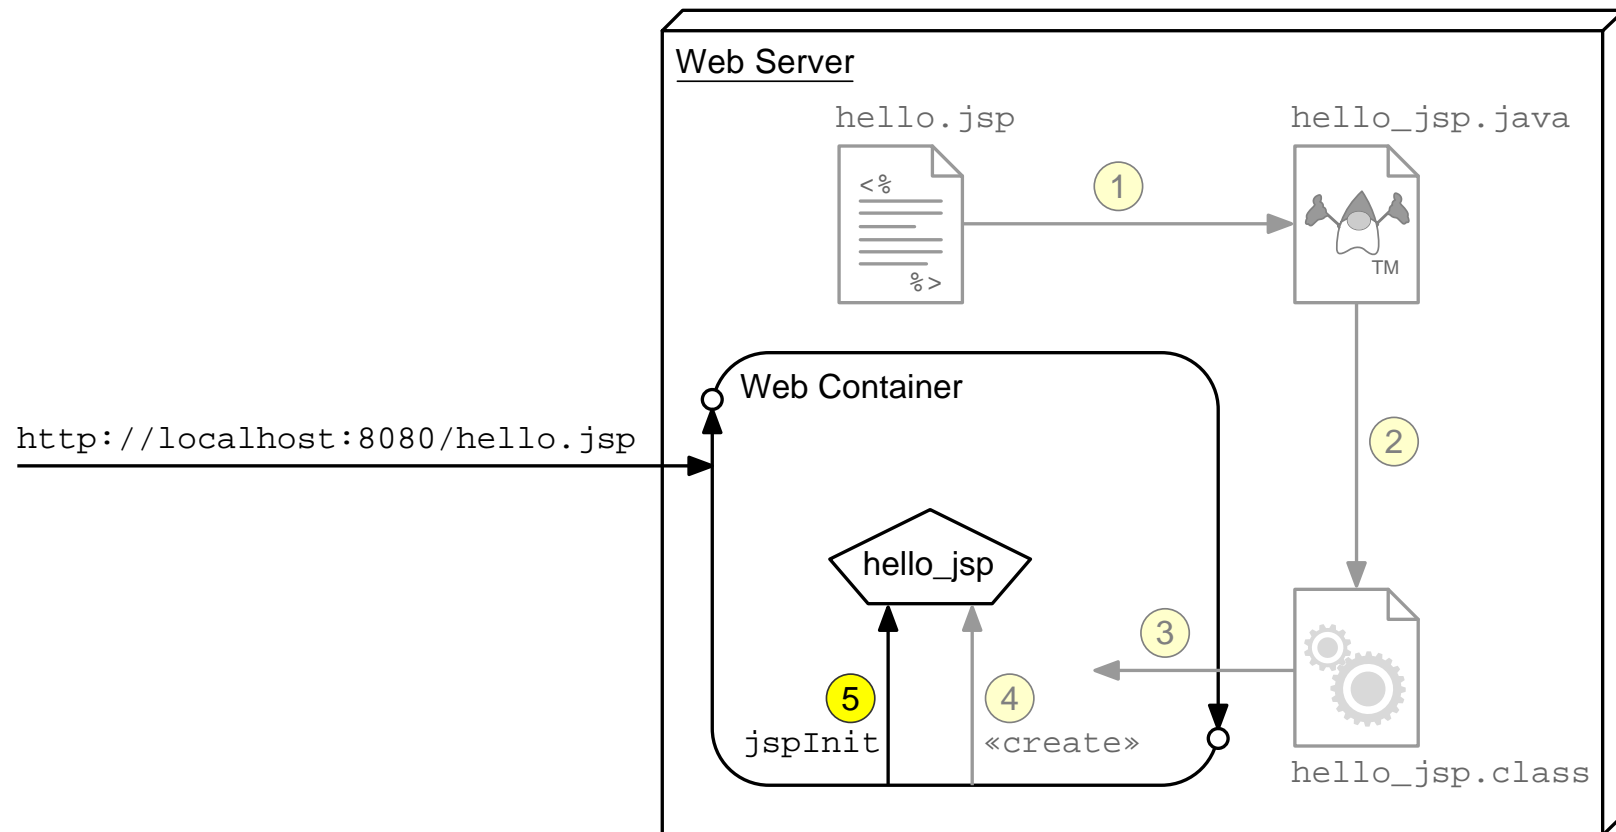 Web Server
hello.jsp
hello_jsp.java
1
<%
%>
TM
Web Container
http://localhost:8080/hello.jsp
2
hello_jsp
3
5
4
jspInit
«create»
hello_jsp.class